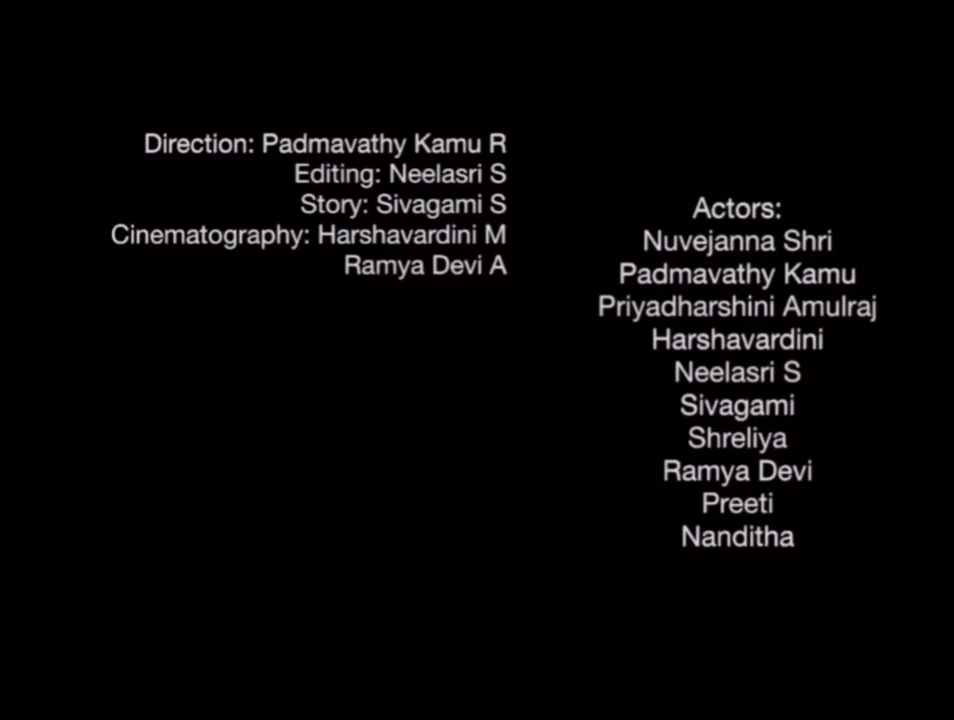 Direction: Padmavathy Kamu R
Editing: Neelasri S
Story: Sivagami S
Cinematography: Harshavardini M
Ramya Devi A
Actors:
Nuvejanna Shri
Padmavathy Kamu
Priyadharshini Amulraj
Harshavardini
Neelasri S
Sivagami
Shreliya
Ramya Devi
Preeti
Nanditha